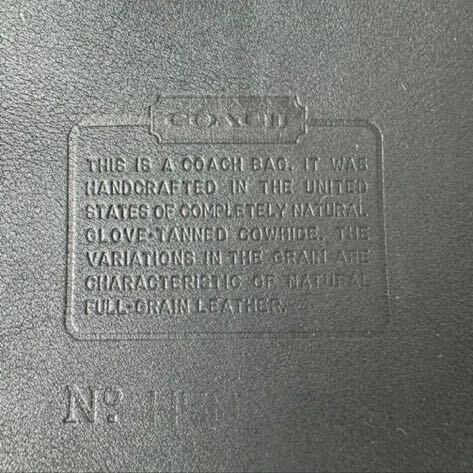 COACH
THIS IS A COACH BAG. IT WAS
HANDCRAFTED IN THE UNITED
STATES OF COMPLETELY NATURAL
GLOVE-TANNED COWHIDE. THE
VARIATIONS IN THE GRAIN ARE
CHARACTERISTIC OF NATURAL
FULL-GRAIN LEATHER.
Nº